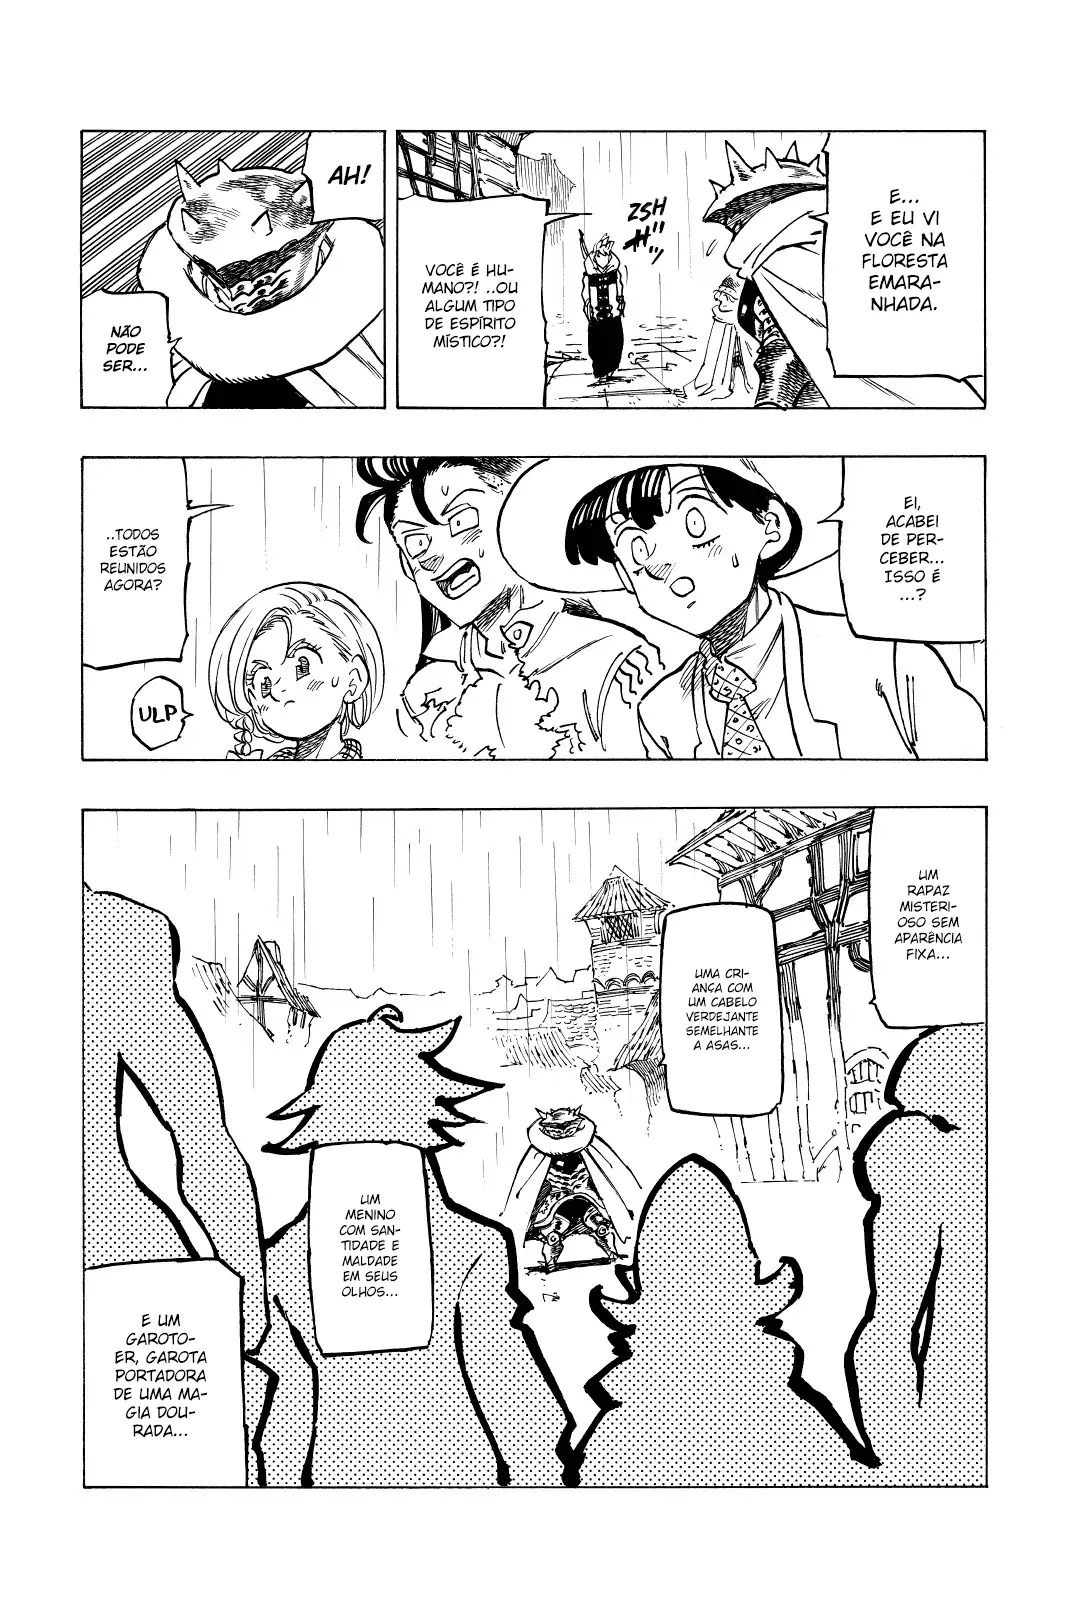 E...
E EU VI
VOCÊ NA
FLORESTA
EMARA-
NHADA.
ZSH
H
VOCÊ É HU-
MANO?! ..OU
ALGUM TIPO
DE ESPÍRITO
MÍSTICO?!
AH!
NÃO
PODE
SER...
EI,
ACABEI
DE PER-
CEBER...
ISSO É
...?
..TODOS
ESTÃO
REUNIDOS
AGORA?
ULP
UM
RAPAZ
MISTERI-
OSO SEM
APARÊNCIA
FIXA...
UMA CRI-
ANÇA COM
UM CABELO
VERDEJANTE
SEMELHANTE
A ASAS...
UM
MENINO
COM SAN-
TIDADE E
MALDADE
EM SEUS
OLHOS...
E UM
GAROTO-
ER, GAROTA
PORTADORA
DE UMA MA-
GIA DOU-
RADA...